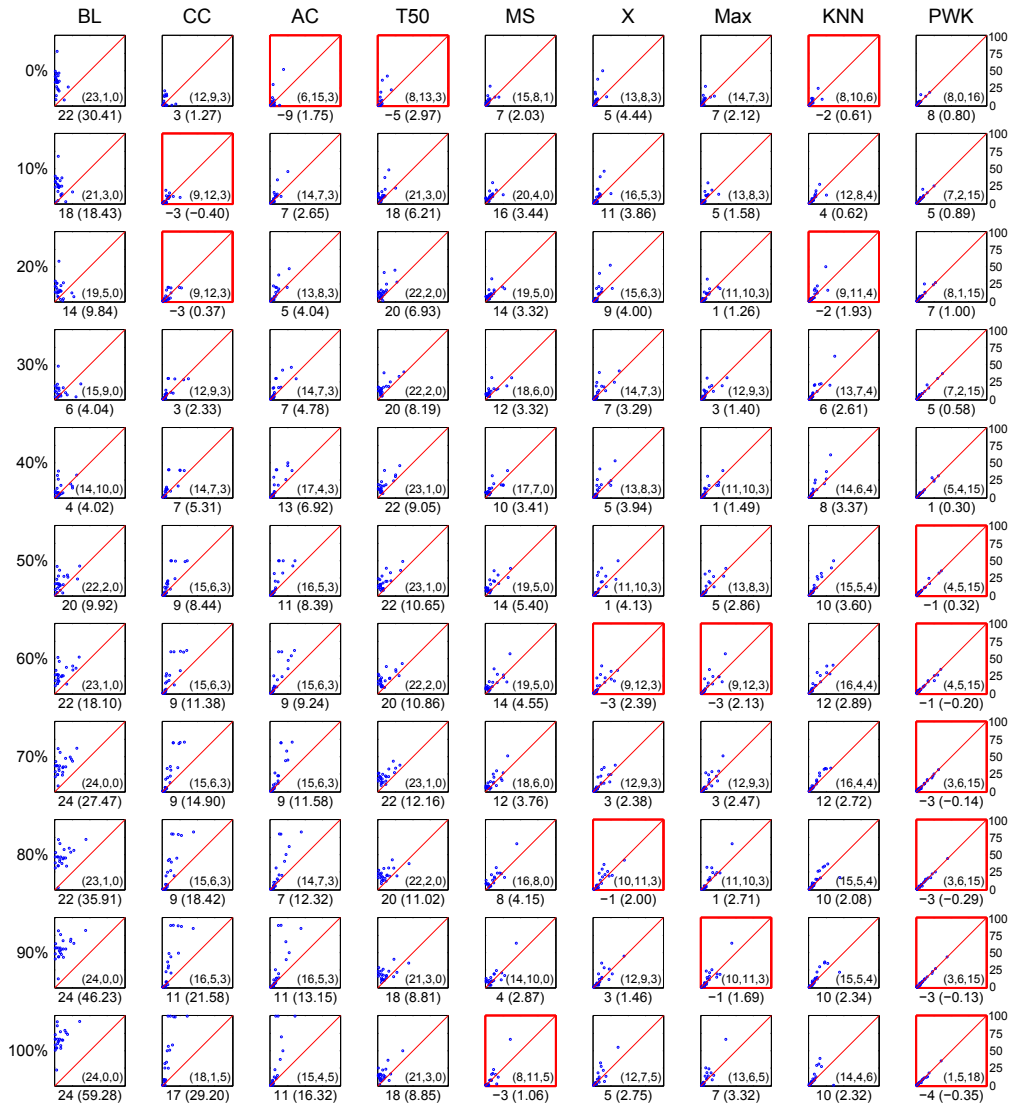 BL CC AC T50 MS X Max KNN PWK
0% (23,1,0) (12,9,3) (6,15,3) (8,13,3) (15,8,1) (13,8,3) (14,7,3) (8,10,6) (8,0,16) 100 75 50 25 0
22 (30.41) 3 (1.27) −9 (1.75) −5 (2.97) 7 (2.03) 5 (4.44) 7 (2.12) −2 (0.61) 8 (0.80)
10% (21,3,0) (9,12,3) (14,7,3) (21,3,0) (20,4,0) (16,5,3) (13,8,3) (12,8,4) (7,2,15) 100 75 50 25 0
18 (18.43) −3 (−0.40) 7 (2.65) 18 (6.21) 16 (3.44) 11 (3.86) 5 (1.58) 4 (0.62) 5 (0.89)
20% (19,5,0) (9,12,3) (13,8,3) (22,2,0) (19,5,0) (15,6,3) (11,10,3) (9,11,4) (8,1,15) 100 75 50 25 0
14 (9.84) −3 (0.37) 5 (4.04) 20 (6.93) 14 (3.32) 9 (4.00) 1 (1.26) −2 (1.93) 7 (1.00)
30% (15,9,0) (12,9,3) (14,7,3) (22,2,0) (18,6,0) (14,7,3) (12,9,3) (13,7,4) (7,2,15) 100 75 50 25 0
6 (4.04) 3 (2.33) 7 (4.78) 20 (8.19) 12 (3.32) 7 (3.29) 3 (1.40) 6 (2.61) 5 (0.58)
40% (14,10,0) (14,7,3) (17,4,3) (23,1,0) (17,7,0) (13,8,3) (11,10,3) (14,6,4) (5,4,15) 100 75 50 25 0
4 (4.02) 7 (5.31) 13 (6.92) 22 (9.05) 10 (3.41) 5 (3.94) 1 (1.49) 8 (3.37) 1 (0.30)
50% (22,2,0) (15,6,3) (16,5,3) (23,1,0) (19,5,0) (11,10,3) (13,8,3) (15,5,4) (4,5,15) 100 75 50 25 0
20 (9.92) 9 (8.44) 11 (8.39) 22 (10.65) 14 (5.40) 1 (4.13) 5 (2.86) 10 (3.60) −1 (0.32)
60% (23,1,0) (15,6,3) (15,6,3) (22,2,0) (19,5,0) (9,12,3) (9,12,3) (16,4,4) (4,5,15) 100 75 50 25 0
22 (18.10) 9 (11.38) 9 (9.24) 20 (10.86) 14 (4.55) −3 (2.39) −3 (2.13) 12 (2.89) −1 (−0.20)
70% (24,0,0) (15,6,3) (15,6,3) (23,1,0) (18,6,0) (12,9,3) (12,9,3) (16,4,4) (3,6,15) 100 75 50 25 0
24 (27.47) 9 (14.90) 9 (11.58) 22 (12.16) 12 (3.76) 3 (2.38) 3 (2.47) 12 (2.72) −3 (−0.14)
80% (23,1,0) (15,6,3) (14,7,3) (22,2,0) (16,8,0) (10,11,3) (11,10,3) (15,5,4) (3,6,15) 100 75 50 25 0
22 (35.91) 9 (18.42) 7 (12.32) 20 (11.02) 8 (4.15) −1 (2.00) 1 (2.71) 10 (2.08) −3 (−0.29)
90% (24,0,0) (16,5,3) (16,5,3) (21,3,0) (14,10,0) (12,9,3) (10,11,3) (15,5,4) (3,6,15) 100 75 50 25 0
24 (46.23) 11 (21.58) 11 (13.15) 18 (8.81) 4 (2.87) 3 (1.46) −1 (1.69) 10 (2.34) −3 (−0.13)
100% (24,0,0) (18,1,5) (15,4,5) (21,3,0) (8,11,5) (12,7,5) (13,6,5) (14,4,6) (1,5,18) 100 75 50 25 0
24 (59.28) 17 (29.20) 11 (16.32) 18 (8.85) −3 (1.06) 5 (2.75) 7 (3.32) 10 (2.32) −4 (−0.35)